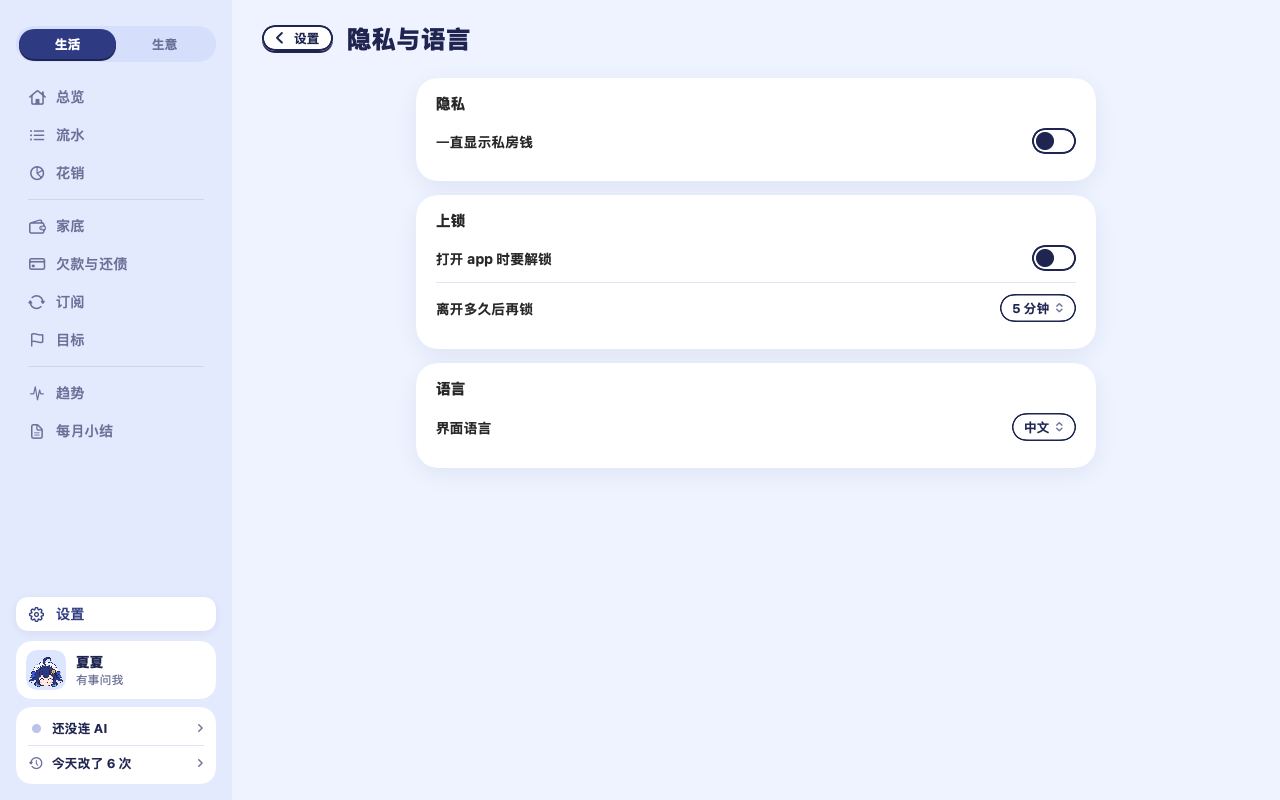 生活
生意
总览
流水
花销
家底
欠款与还债
订阅
目标
趋势
每月小结
设置
夏夏
有事问我
还没连 AI
今天改了 6 次
设置
隐私与语言
隐私
一直显示私房钱
上锁
打开 app 时要解锁
离开多久后再锁
5 分钟
语言
界面语言
中文